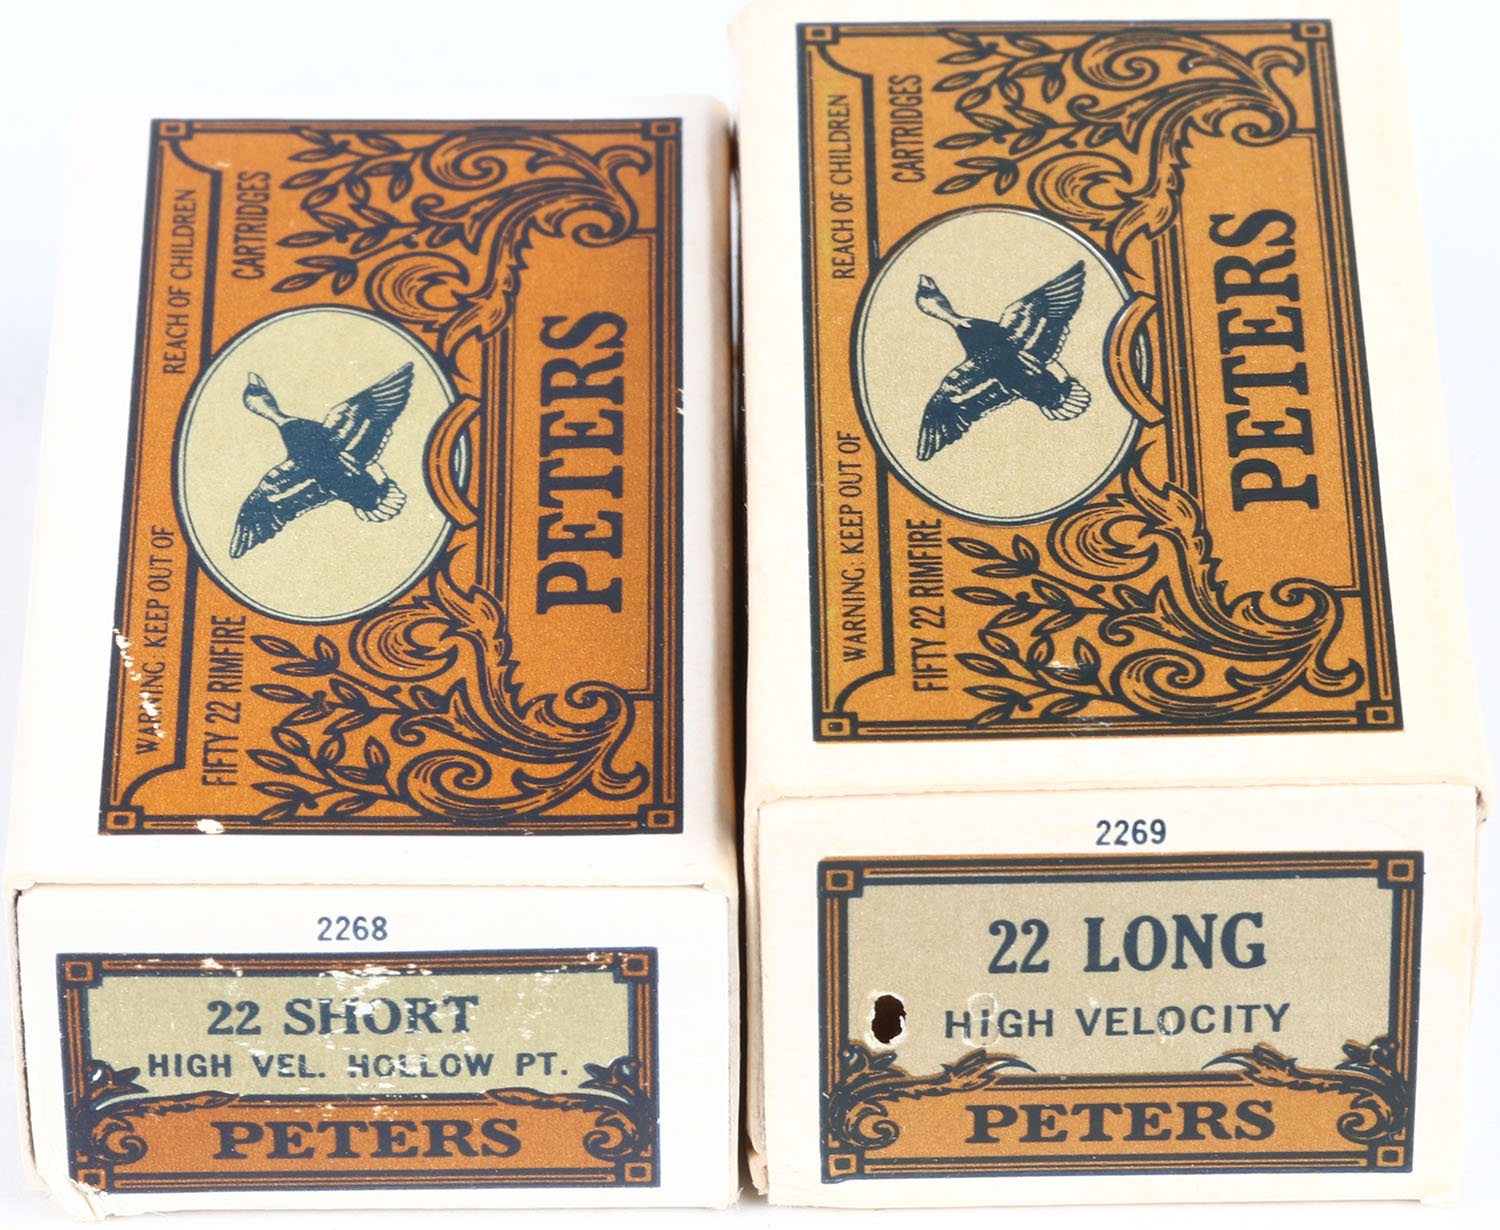 WARNING: KEEP OUT OF REACH OF CHILDREN
FIFTY 22 RIMFIRE CARTRIDGES
PETERS
2268
22 SHORT
HIGH VEL. HOLLOW PT.
PETERS
WARNING: KEEP OUT OF REACH OF CHILDREN
FIFTY 22 RIMFIRE CARTRIDGES
PETERS
2269
22 LONG
HIGH VELOCITY
PETERS